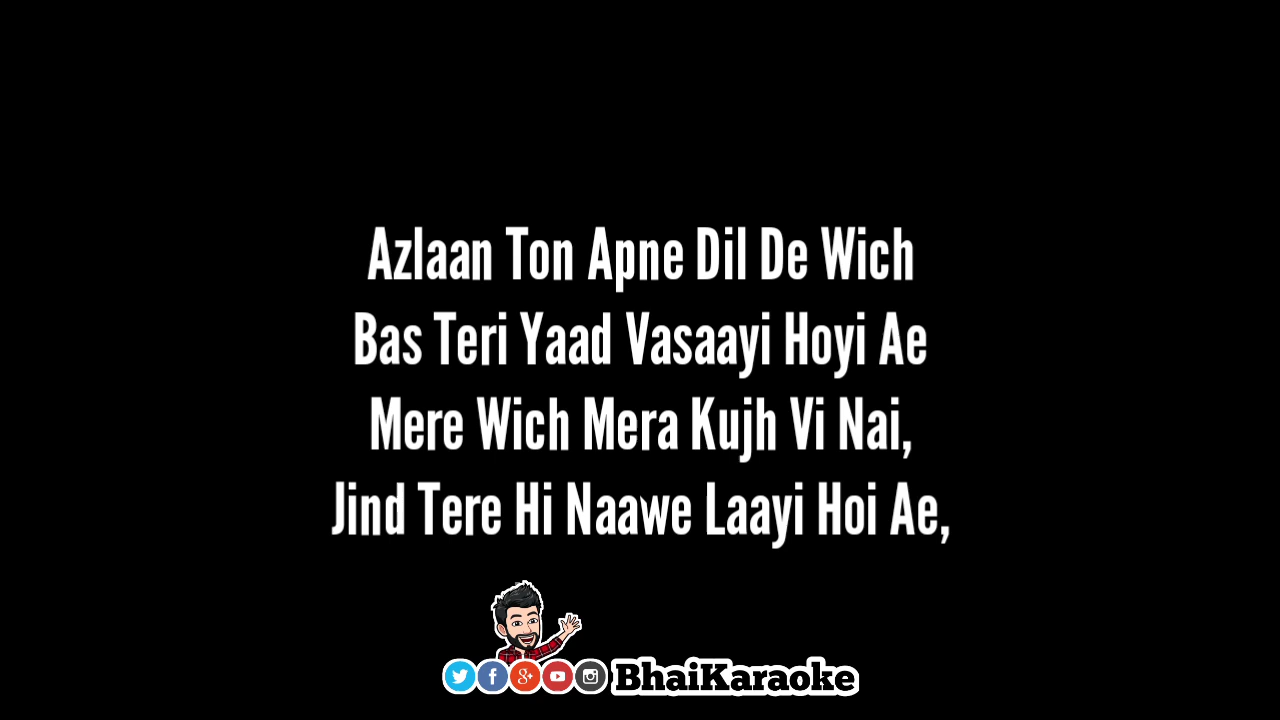 Azlaan Ton Apne Dil De Wich
Bas Teri Yaad Vasaayi Hoyi Ae
Mere Wich Mera Kujh Vi Nai,
Jind Tere Hi Naawe Laayi Hoi Ae,
BhaiKaraoke